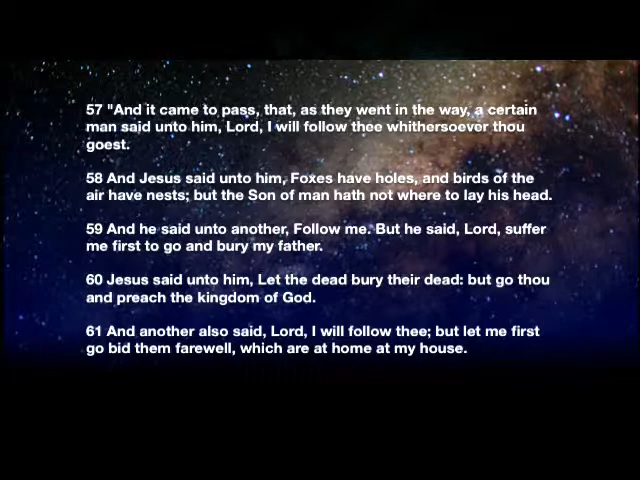 57 "And it came to pass, that, as they went in the way, a certain
man said unto him, Lord, I will follow thee whithersoever thou
goest.
58 And Jesus said unto him, Foxes have holes, and birds of the
air have nests; but the Son of man hath not where to lay his head.
59 And he said unto another, Follow me. But he said, Lord, suffer
me first to go and bury my father.
60 Jesus said unto him, Let the dead bury their dead: but go thou
and preach the kingdom of God.
61 And another also said, Lord, I will follow thee; but let me first
go bid them farewell, which are at home at my house.